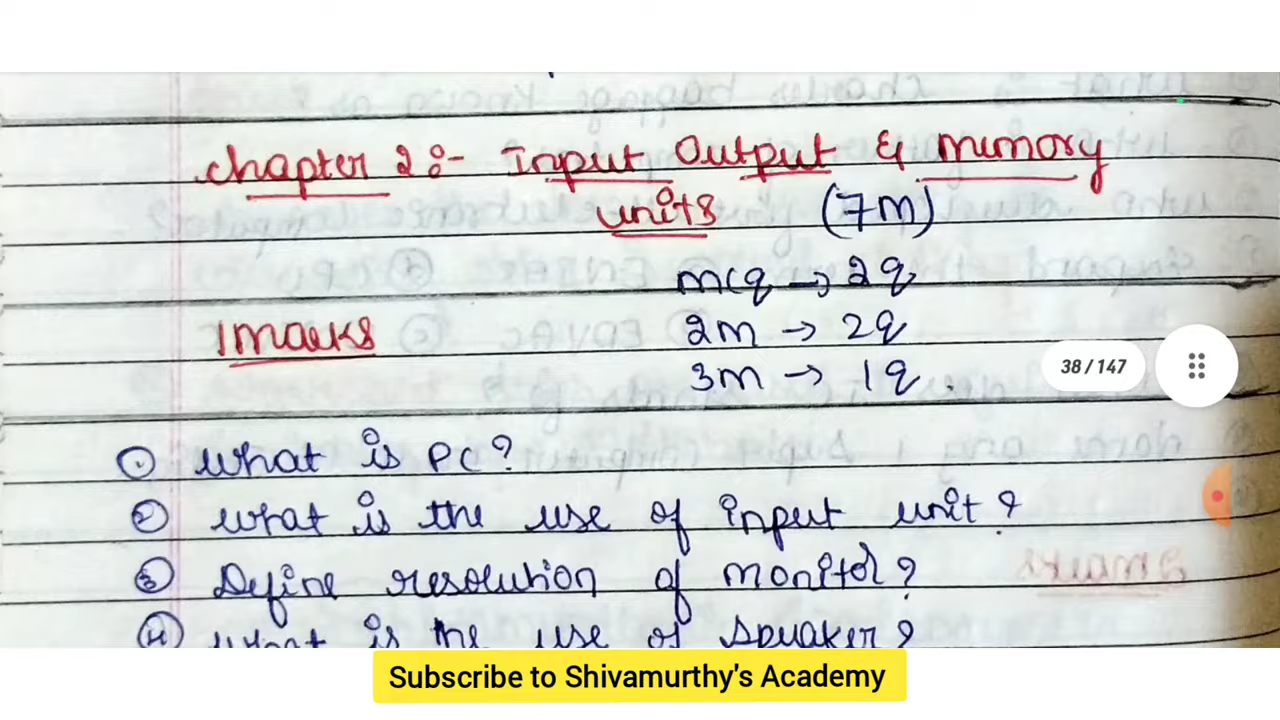 Chapter 2 :- Input Output & Memory
units (7M)
MCQ → 2q
1 Marks 2M → 2q
3M → 1q.
38 / 147
① What is PC?
② What is the use of input unit?
③ Define resolution of monitor?
④ What is the use of speaker?
Subscribe to Shivamurthy's Academy